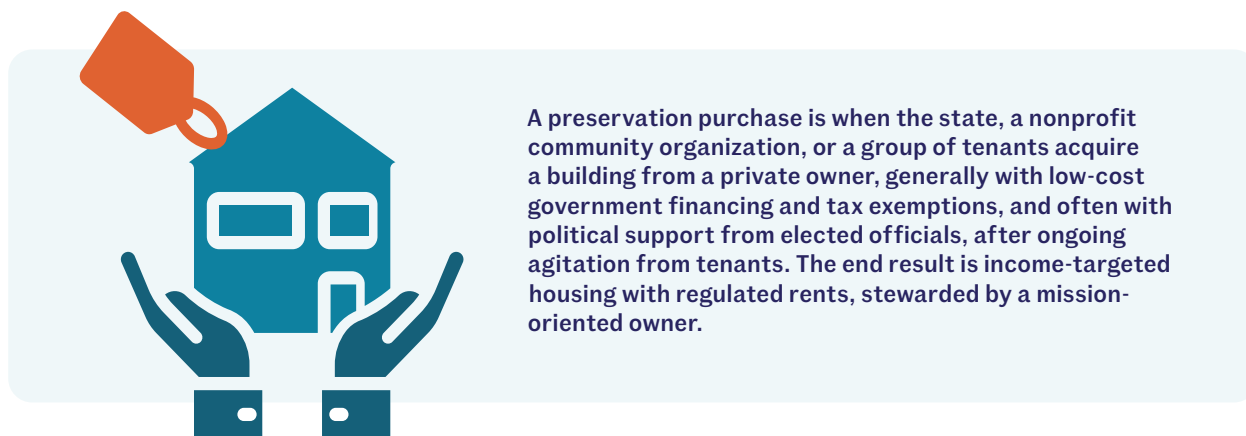 A preservation purchase is when the state, a nonprofit
community organization, or a group of tenants acquire
a building from a private owner, generally with low-cost
government financing and tax exemptions, and often with
political support from elected officials, after ongoing
agitation from tenants. The end result is income-targeted
housing with regulated rents, stewarded by a mission-
oriented owner.